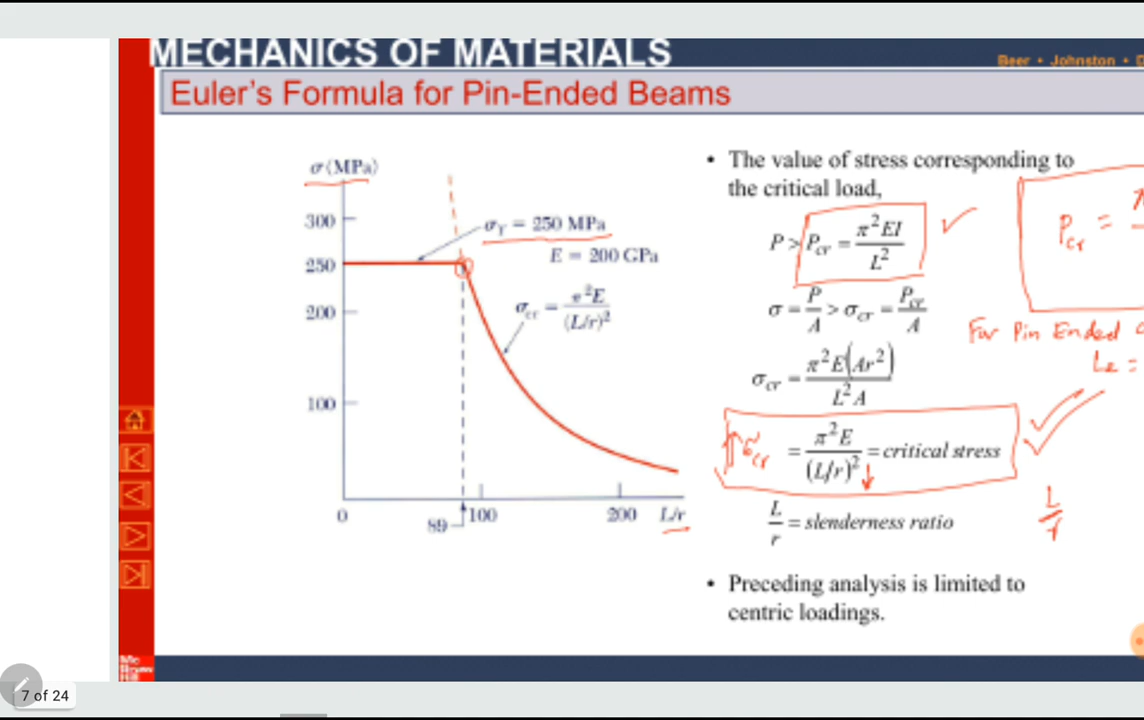 MECHANICS OF MATERIALS
Beer • Johnston •
Euler's Formula for Pin-Ended Beams
σ (MPa)
300
250
200
100
0
89
100
200
L/r
σY = 250 MPa
E = 200 GPa
σcr = π²E/(L/r)²
• The value of stress corresponding to
the critical load,
P > Pcr = π²EI/L²
σ = P/A > σcr = Pcr/A
σcr = π²E(Ar²)/L²A
σcr = π²E/(L/r)² = critical stress
L/r = slenderness ratio
• Preceding analysis is limited to
centric loadings.
Pcr =
For Pin Ended
Le =
L/r
Mc
Graw
Hill
7 of 24